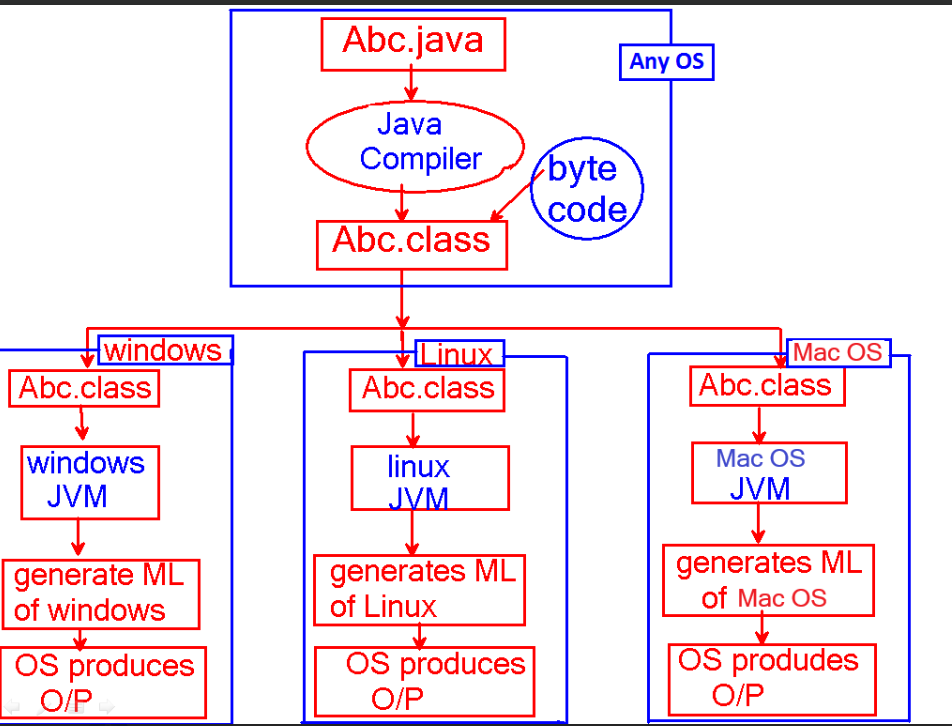 Abc.java
Any OS
Java
Compiler
byte
code
Abc.class
windows
Abc.class
windows
JVM
generate ML
of windows
OS produces
O/P
Linux
Abc.class
linux
JVM
generates ML
of Linux
OS produces
O/P
Mac OS
Abc.class
Mac OS
JVM
generates ML
of Mac OS
OS produdes
O/P